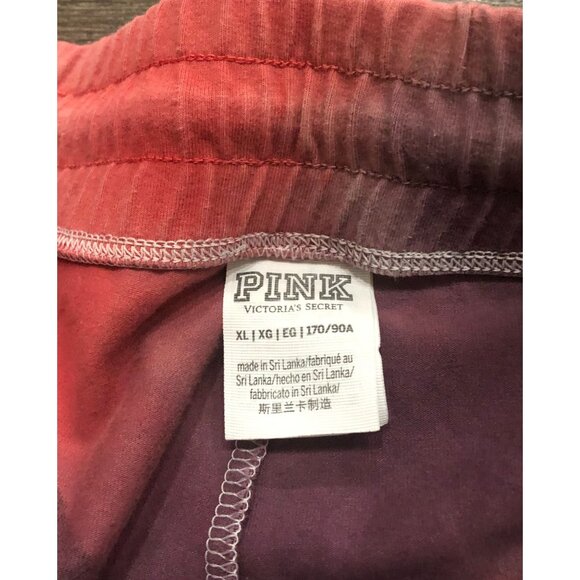 PINK
VICTORIA'S SECRET
XL | XG | EG | 170/90A
made in Sri Lanka/fabriqué au
Sri Lanka/hecho en Sri Lanka/
fabbricato in Sri Lanka/
斯里兰卡制造